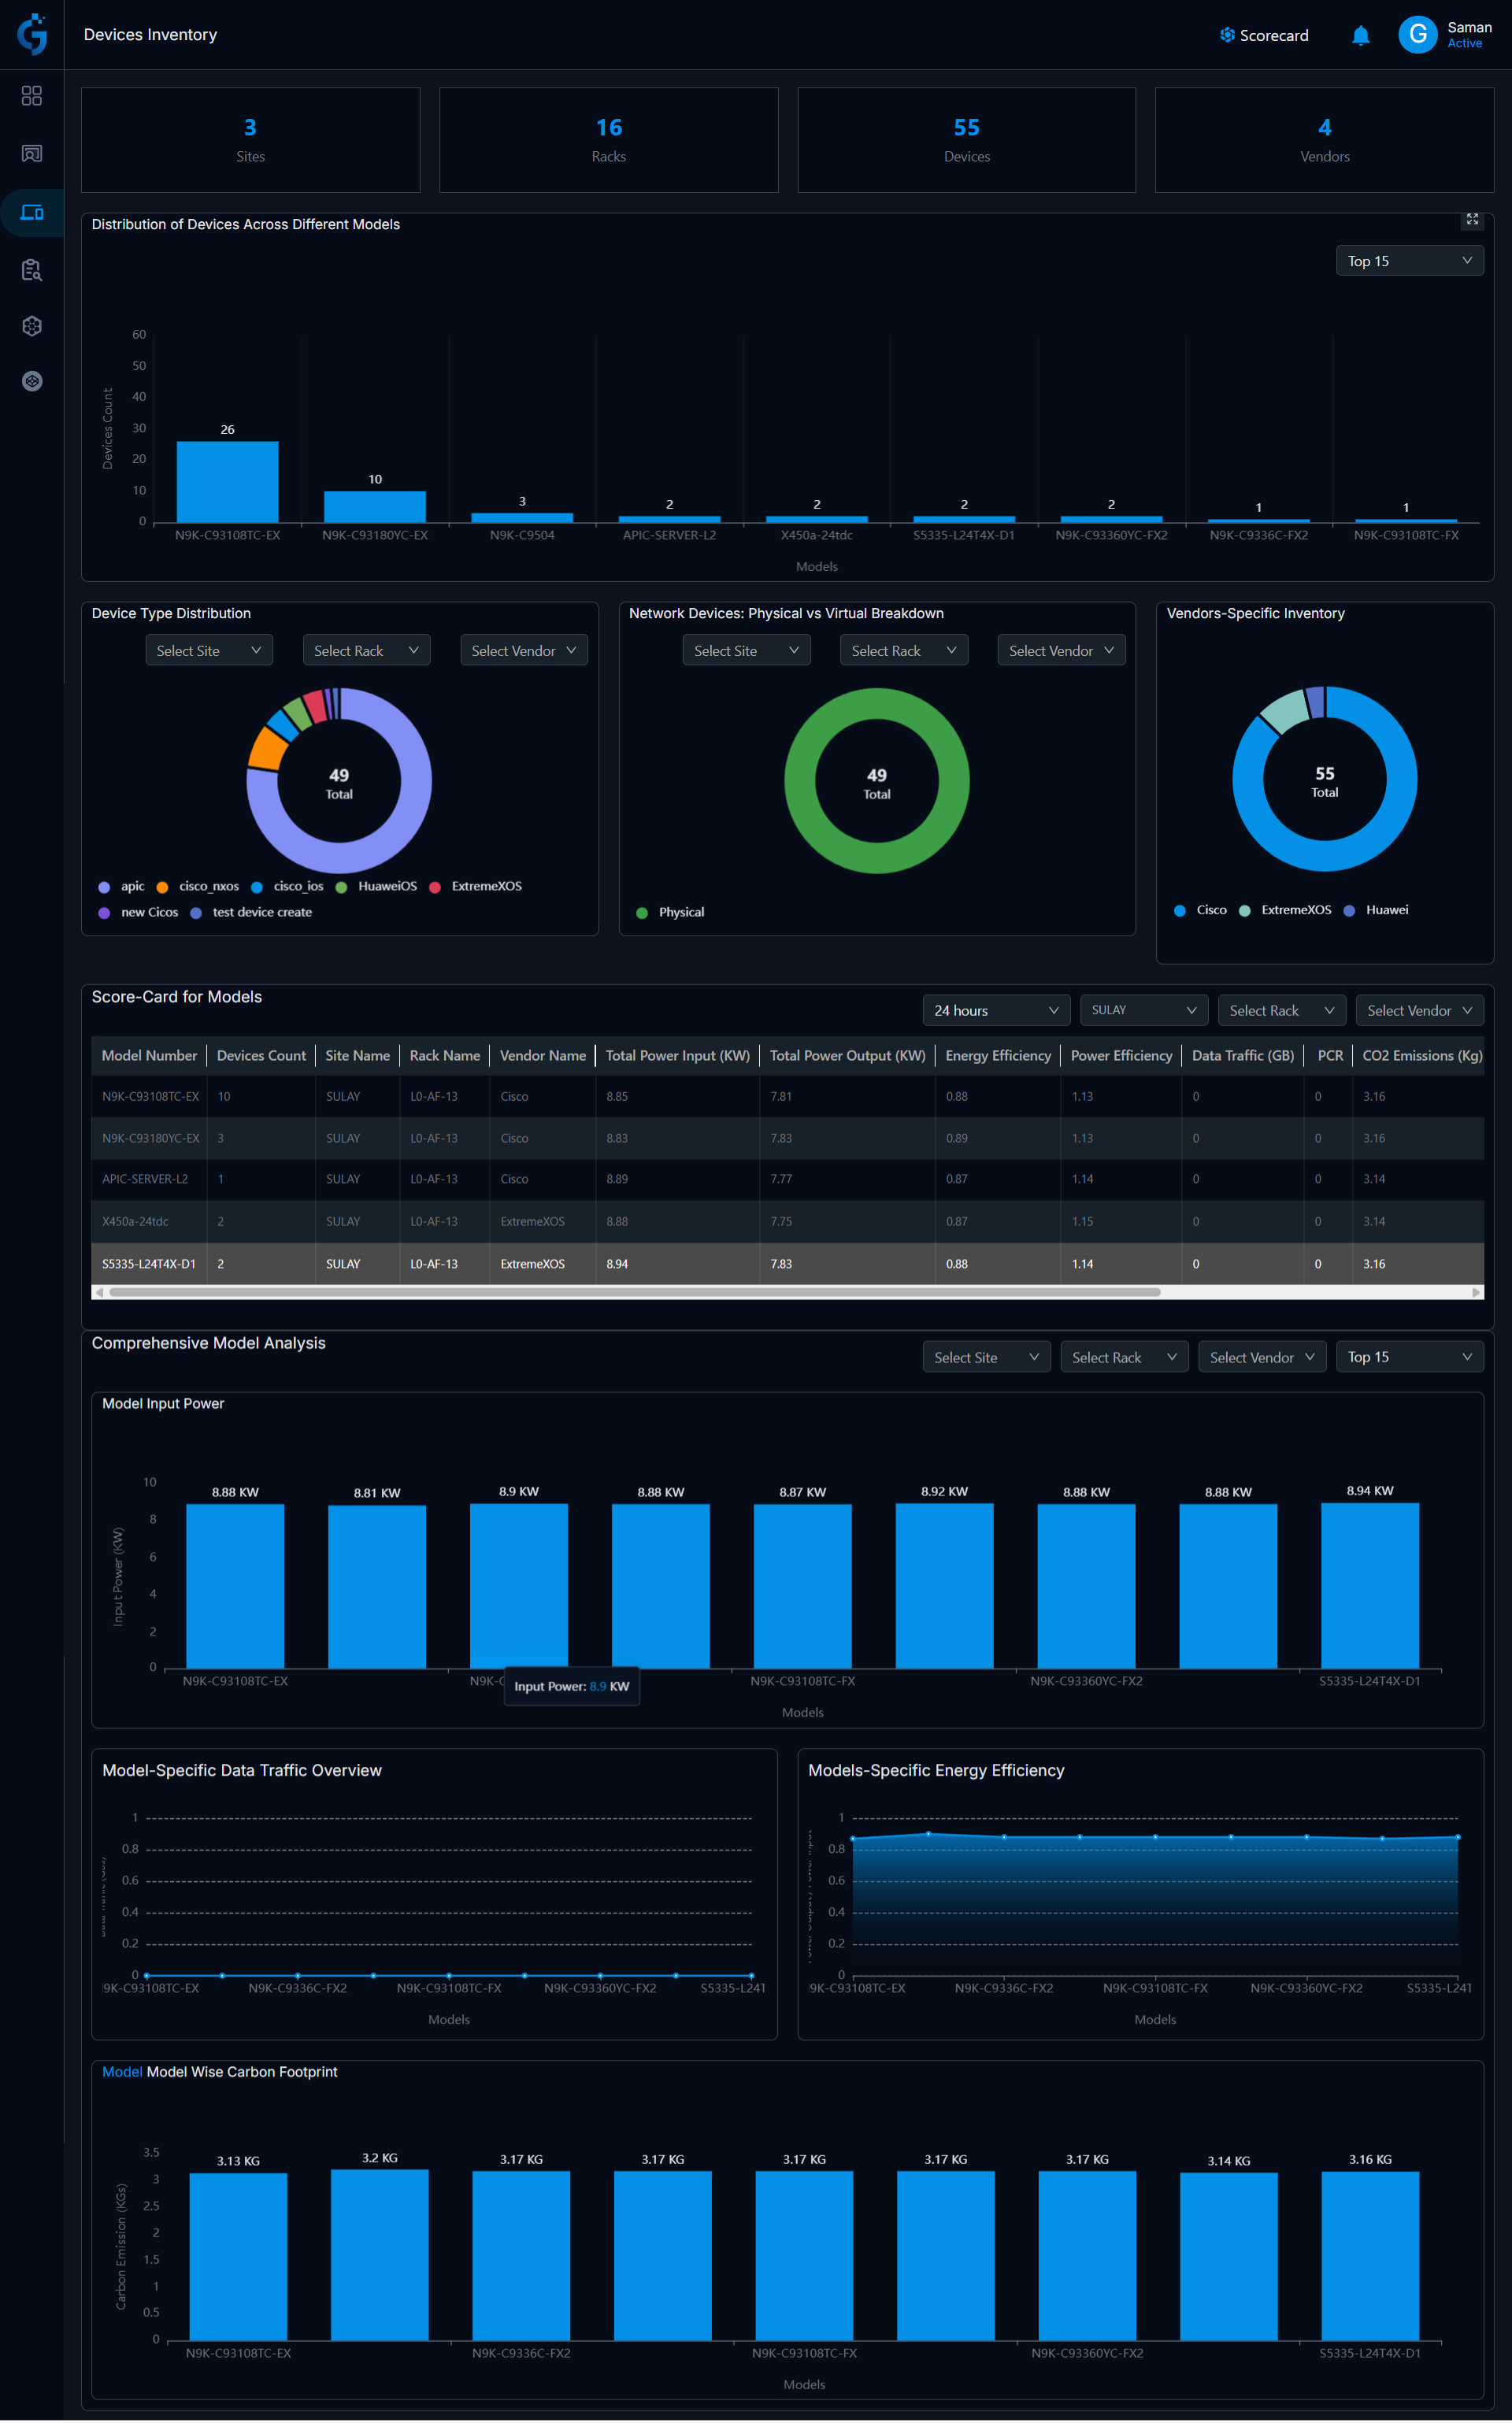 Devices Inventory
Scorecard
G
Saman
Active
3
Sites
16
Racks
55
Devices
4
Vendors
Distribution of Devices Across Different Models
Top 15
60
50
40
30
20
10
0
Devices Count
26
10
3
2
2
2
2
1
1
N9K-C93108TC-EX N9K-C93180YC-EX N9K-C9504 APIC-SERVER-L2 X450a-24tdc S5335-L24T4X-D1 N9K-C93360YC-FX2 N9K-C9336C-FX2 N9K-C93108TC-FX
Models
Device Type Distribution
Select Site Select Rack Select Vendor
49
Total
apic cisco_nxos cisco_ios HuaweiOS ExtremeXOS
new Cicos test device create
Network Devices: Physical vs Virtual Breakdown
Select Site Select Rack Select Vendor
49
Total
Physical
Vendors-Specific Inventory
55
Total
Cisco ExtremeXOS Huawei
Score-Card for Models
24 hours SULAY Select Rack Select Vendor
Model Number Devices Count Site Name Rack Name Vendor Name Total Power Input (KW) Total Power Output (KW) Energy Efficiency Power Efficiency Data Traffic (GB) PCR CO2 Emissions (Kg)
N9K-C93108TC-EX 10 SULAY L0-AF-13 Cisco 8.85 7.81 0.88 1.13 0 0 3.16
N9K-C93180YC-EX 3 SULAY L0-AF-13 Cisco 8.83 7.83 0.89 1.13 0 0 3.16
APIC-SERVER-L2 1 SULAY L0-AF-13 Cisco 8.89 7.77 0.87 1.14 0 0 3.14
X450a-24tdc 2 SULAY L0-AF-13 ExtremeXOS 8.88 7.75 0.87 1.15 0 0 3.14
S5335-L24T4X-D1 2 SULAY L0-AF-13 ExtremeXOS 8.94 7.83 0.88 1.14 0 0 3.16
Comprehensive Model Analysis
Select Site Select Rack Select Vendor Top 15
Model Input Power
10
8
6
4
2
0
Input Power (KW)
8.88 KW 8.81 KW 8.9 KW 8.88 KW 8.87 KW 8.92 KW 8.88 KW 8.88 KW 8.94 KW
N9K-C93108TC-EX N9K-C N9K-C93108TC-FX N9K-C93360YC-FX2 S5335-L24T4X-D1
Input Power: 8.9 KW
Models
Model-Specific Data Traffic Overview
1
0.8
0.6
0.4
0.2
0
9K-C93108TC-EX N9K-C9336C-FX2 N9K-C93108TC-FX N9K-C93360YC-FX2 S5335-L24T
Models
Models-Specific Energy Efficiency
1
0.8
0.6
0.4
0.2
0
9K-C93108TC-EX N9K-C9336C-FX2 N9K-C93108TC-FX N9K-C93360YC-FX2 S5335-L24T
Models
Model Model Wise Carbon Footprint
3.5
3
2.5
2
1.5
1
0.5
0
Carbon Emission (KGs)
3.13 KG 3.2 KG 3.17 KG 3.17 KG 3.17 KG 3.17 KG 3.17 KG 3.14 KG 3.16 KG
N9K-C93108TC-EX N9K-C9336C-FX2 N9K-C93108TC-FX N9K-C93360YC-FX2 S5335-L24T4X-D1
Models